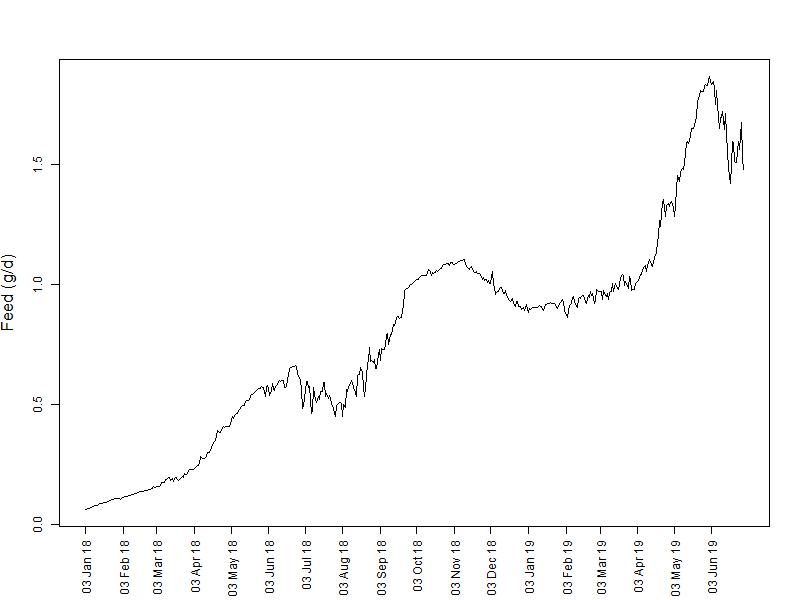 Feed (g/d)
1.5
1.0
0.5
0.0
03 Jan 18
03 Feb 18
03 Mar 18
03 Apr 18
03 May 18
03 Jun 18
03 Jul 18
03 Aug 18
03 Sep 18
03 Oct 18
03 Nov 18
03 Dec 18
03 Jan 19
03 Feb 19
03 Mar 19
03 Apr 19
03 May 19
03 Jun 19